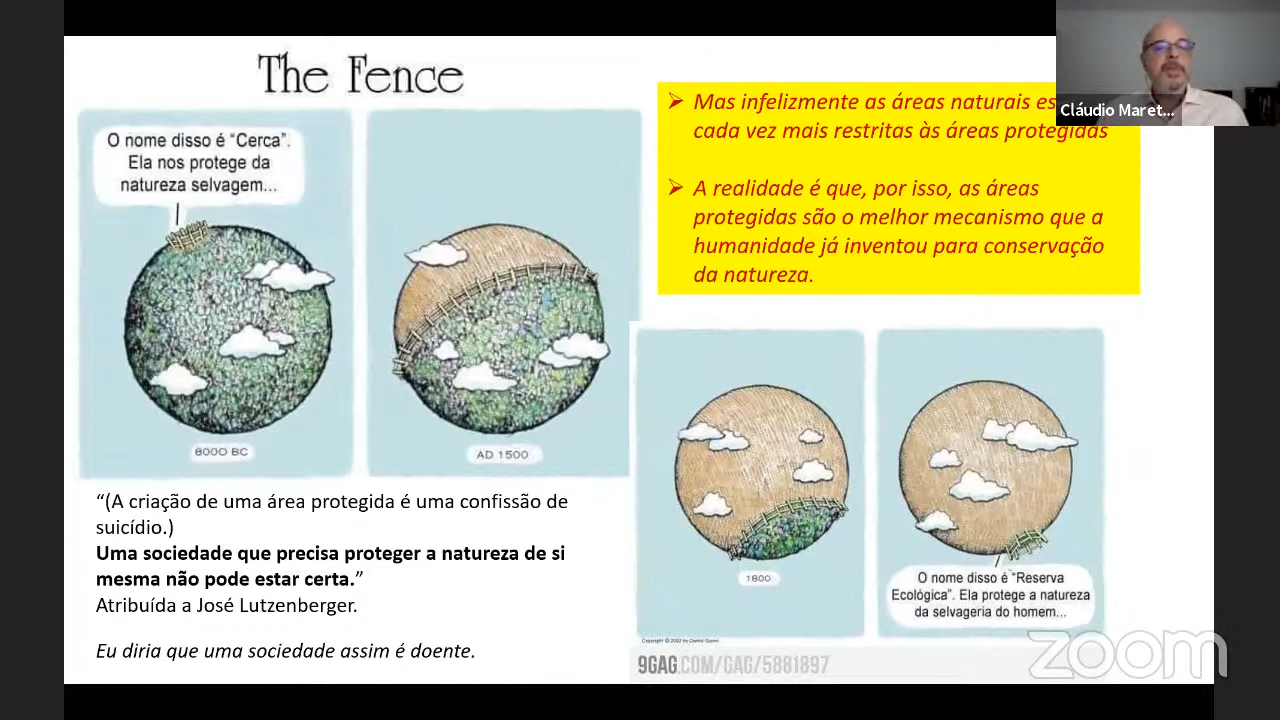 The Fence
O nome disso é “Cerca”.
Ela nos protege da
natureza selvagem...
8000 BC
AD 1500
➢ Mas infelizmente as áreas naturais
cada vez mais restritas às áreas protegidas
➢ A realidade é que, por isso, as áreas
protegidas são o melhor mecanismo que a
humanidade já inventou para conservação
da natureza.
Cláudio Maret...
1800
O nome disso é “Reserva
Ecológica”. Ela protege a natureza
da selvageria do homem...
“(A criação de uma área protegida é uma confissão de
suicídio.)
Uma sociedade que precisa proteger a natureza de si
mesma não pode estar certa.”
Atribuída a José Lutzenberger.
Eu diria que uma sociedade assim é doente.
9GAG.COM/GAG/5881897
zoom